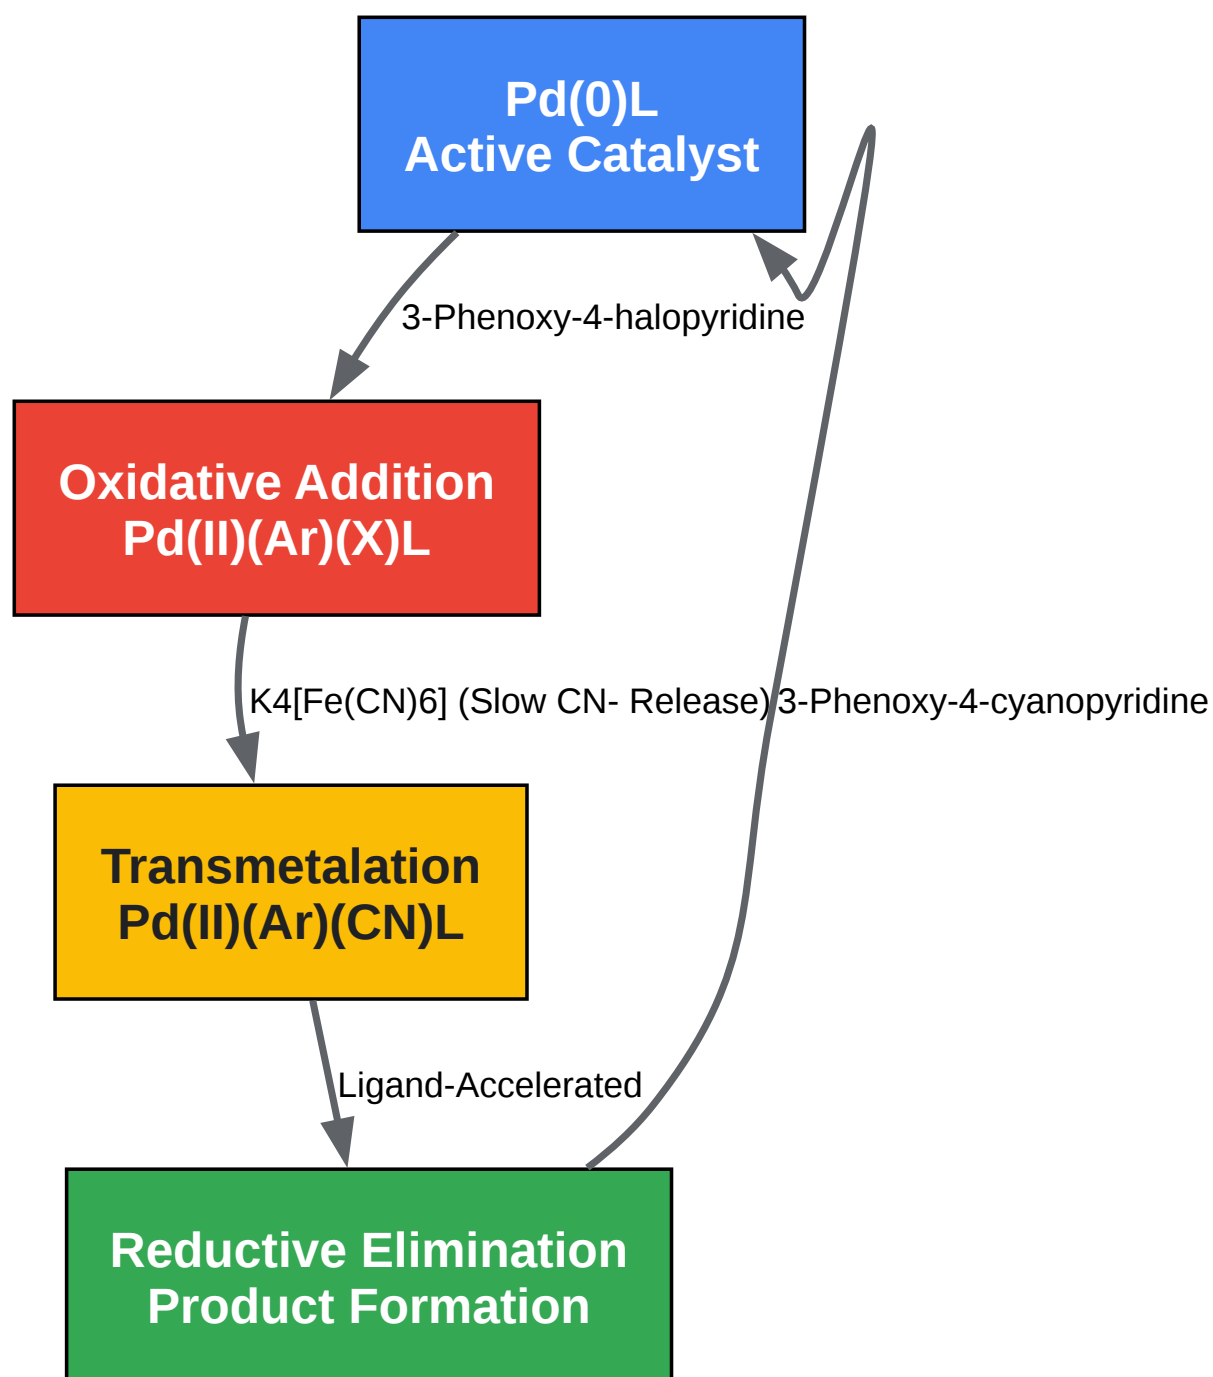 Pd(0)L
Active Catalyst
3-Phenoxy-4-halopyridine
Oxidative Addition
Pd(II)(Ar)(X)L
K4[Fe(CN)6] (Slow CN- Release)
3-Phenoxy-4-cyanopyridine
Transmetalation
Pd(II)(Ar)(CN)L
Ligand-Accelerated
Reductive Elimination
Product Formation